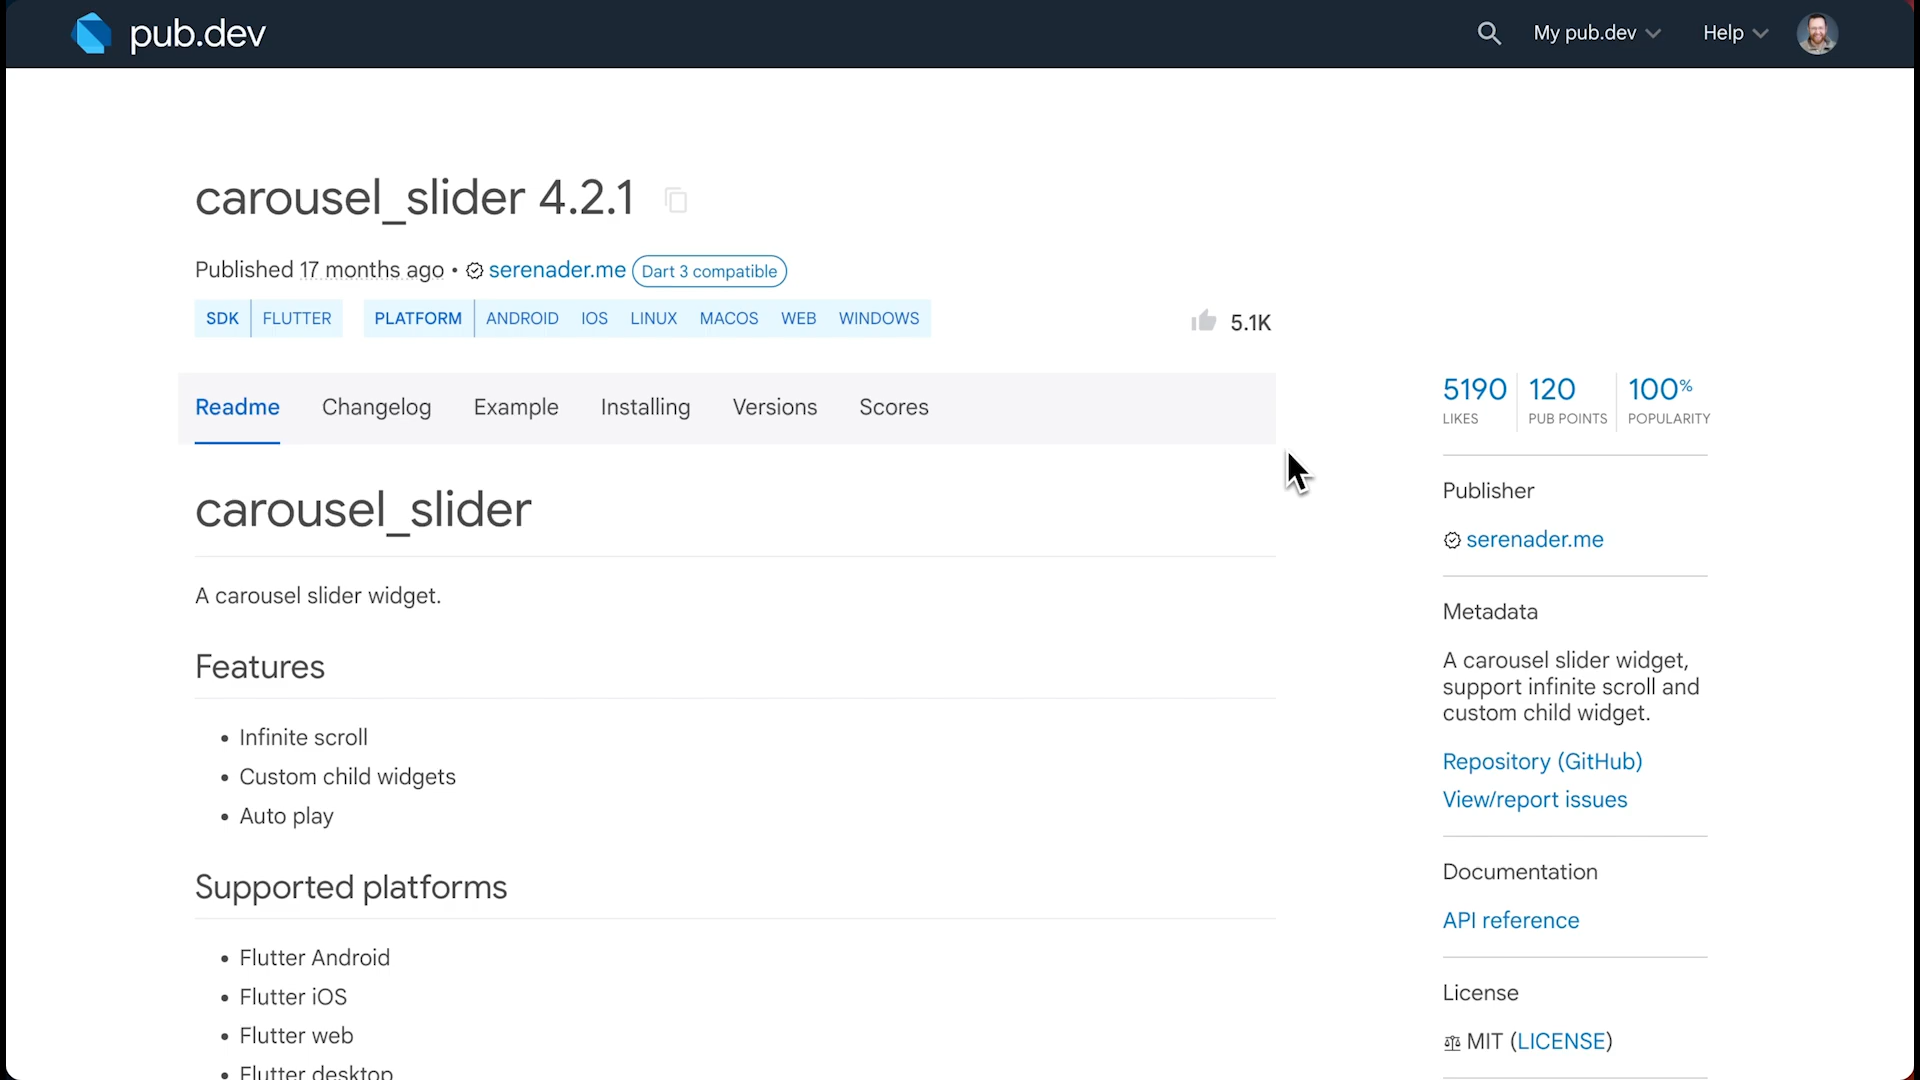 pub.dev
My pub.dev
Help
carousel_slider 4.2.1
Published 17 months ago • serenader.me Dart 3 compatible
SDK FLUTTER PLATFORM ANDROID IOS LINUX MACOS WEB WINDOWS
5.1K
Readme Changelog Example Installing Versions Scores
carousel_slider
A carousel slider widget.
Features
• Infinite scroll
• Custom child widgets
• Auto play
Supported platforms
• Flutter Android
• Flutter iOS
• Flutter web
• Flutter desktop
5190 120 100%
LIKES PUB POINTS POPULARITY
Publisher
serenader.me
Metadata
A carousel slider widget,
support infinite scroll and
custom child widget.
Repository (GitHub)
View/report issues
Documentation
API reference
License
MIT (LICENSE)